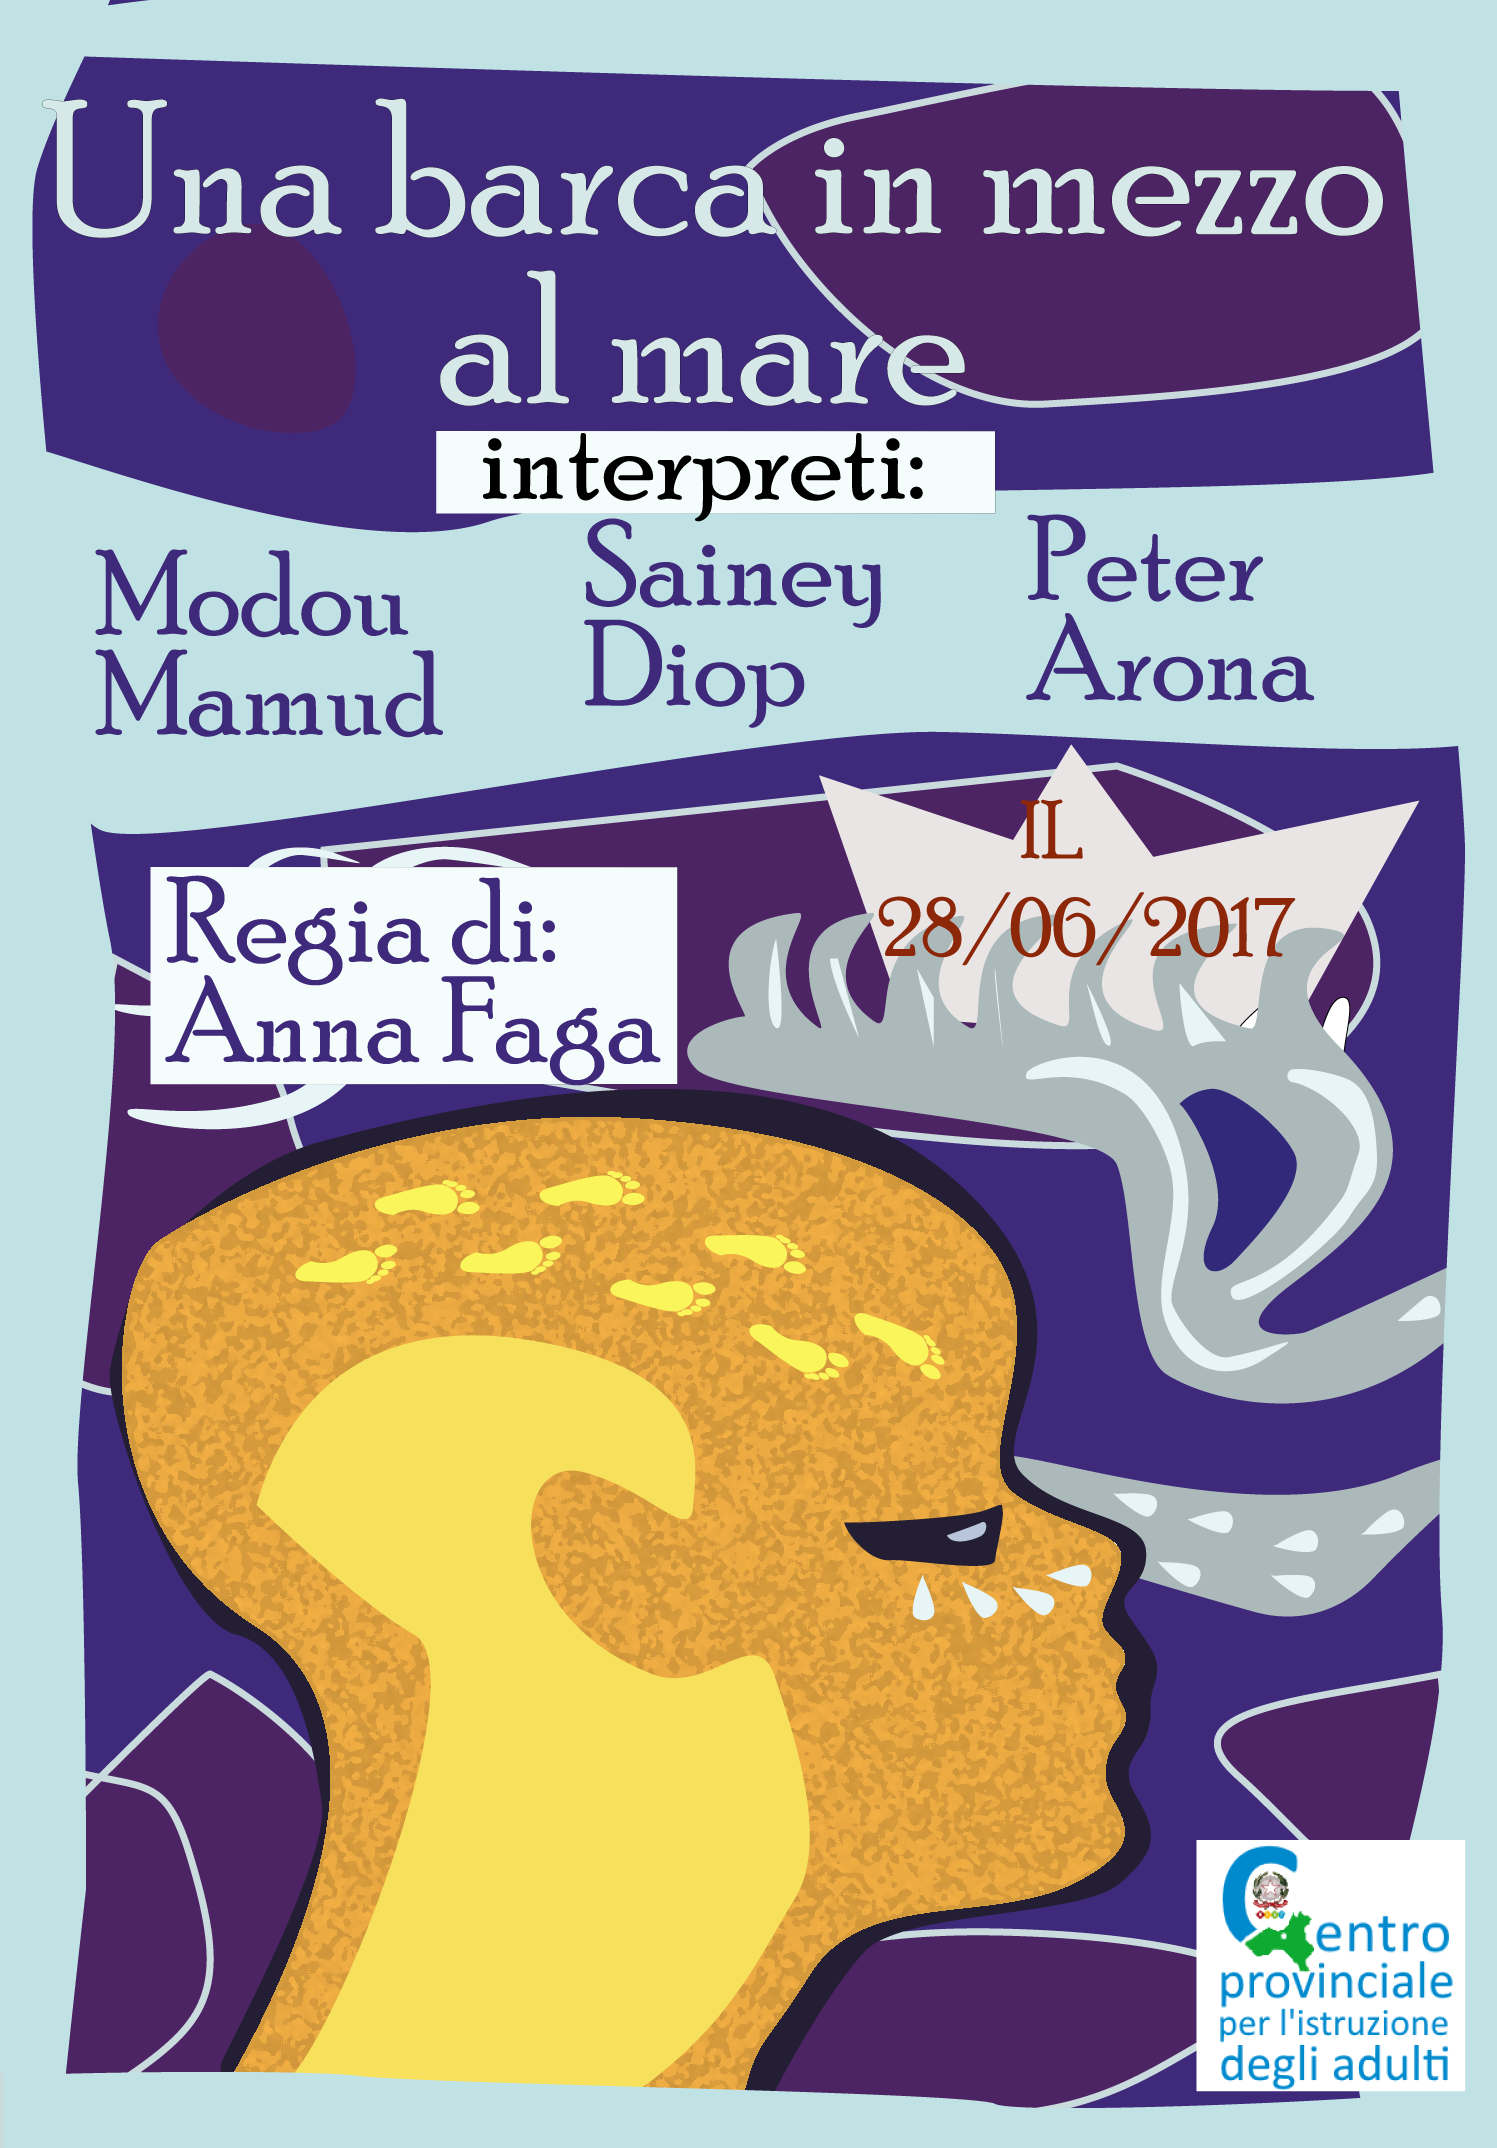 Una barca in mezzo
al mare
interpreti:
Modou
Mamud
Sainey
Diop
Peter
Arona
IL
28/06/2017
Regia di:
Anna Faga
Centro
provinciale
per l'istruzione
degli adulti